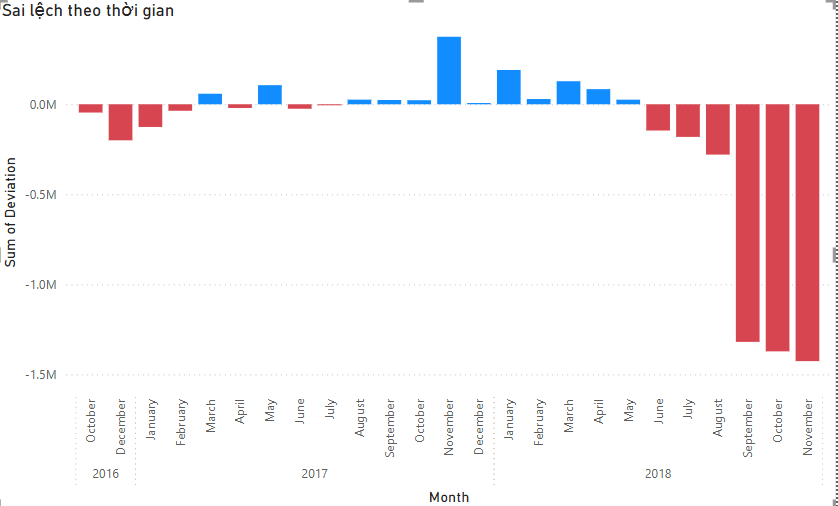 Sai lệch theo thời gian
0.0M
-0.5M
-1.0M
-1.5M
Sum of Deviation
October
December
January
February
March
April
May
June
July
August
September
October
November
December
January
February
March
April
May
June
July
August
September
October
November
2016
2017
2018
Month